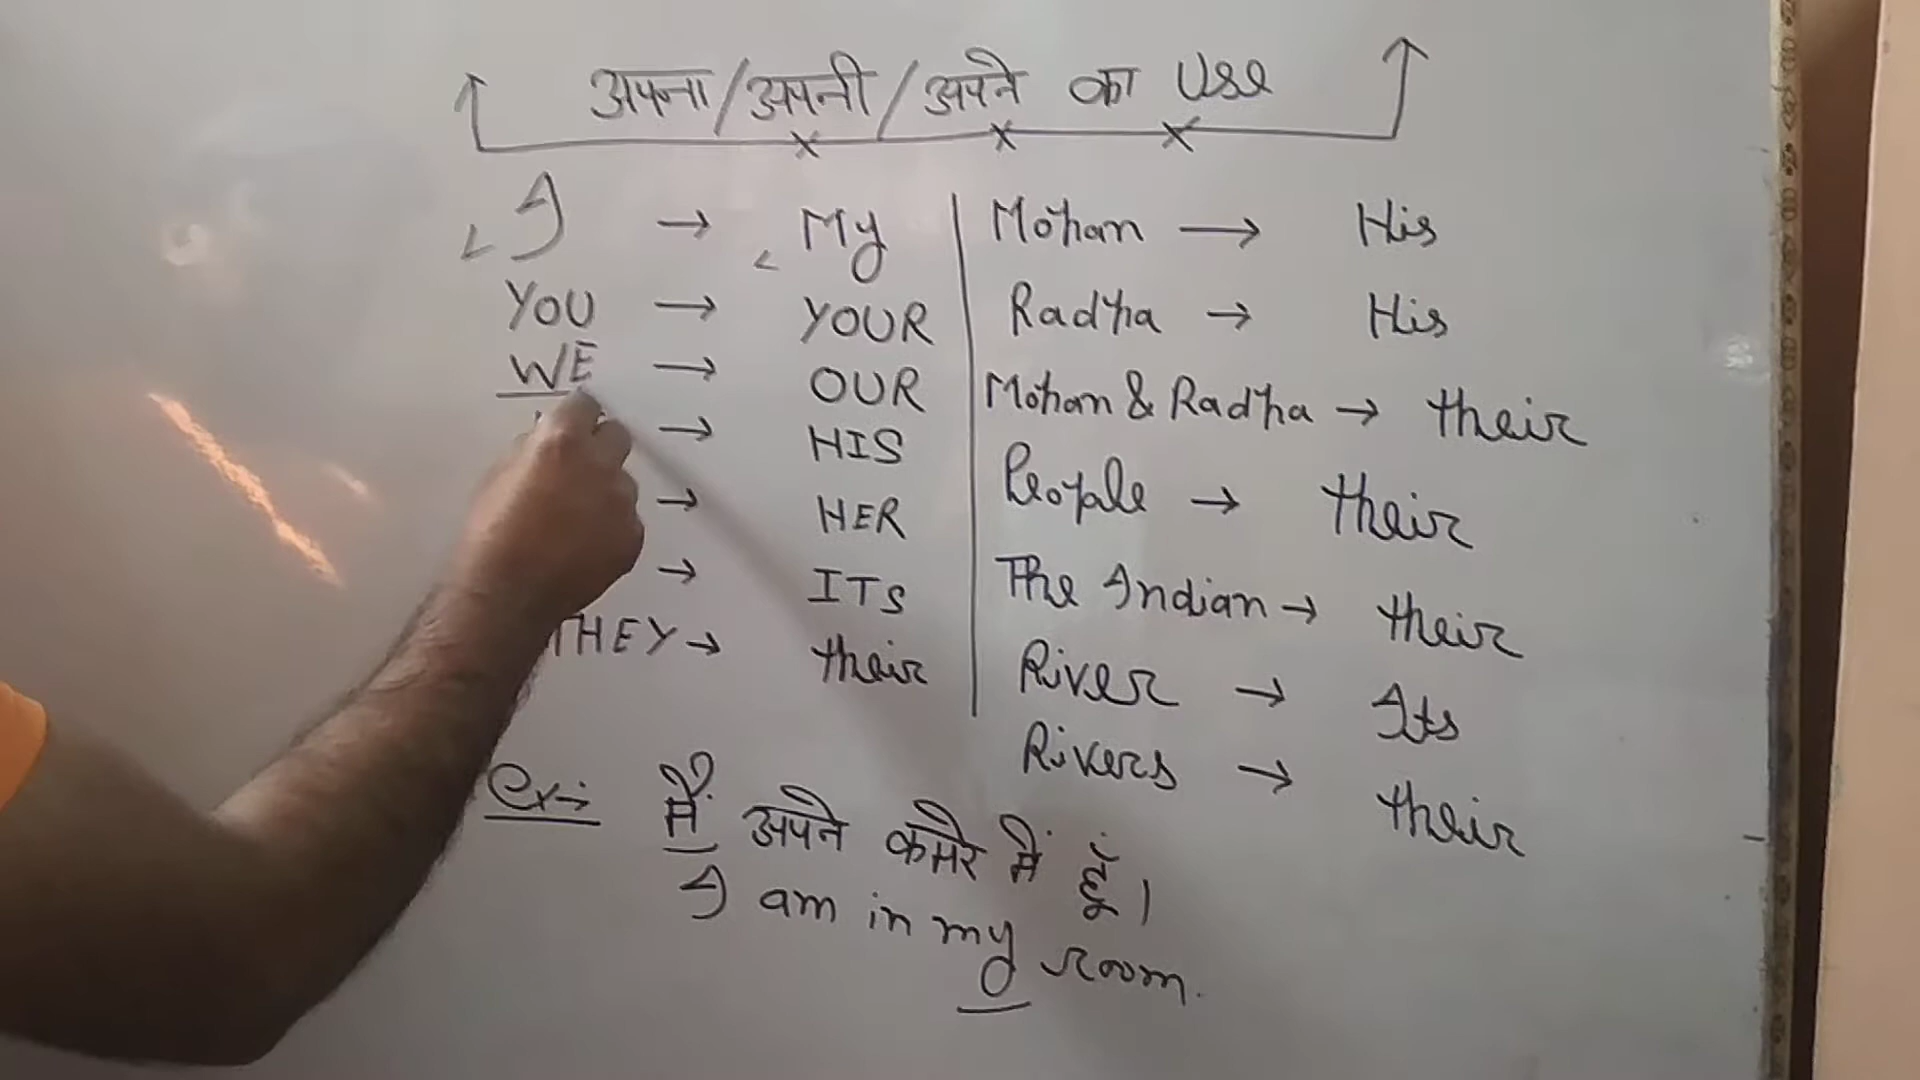 अपना/अपनी/अपने का Use
I → My
YOU → YOUR
WE → OUR
→ HIS
→ HER
→ ITS
THEY → their
Mohan → His
Radha → His
Mohan & Radha → their
People → their
The Indian → their
River → Its
Rivers → their
Ex:→ मैं अपने कमरे में हूँ।
I am in my room.